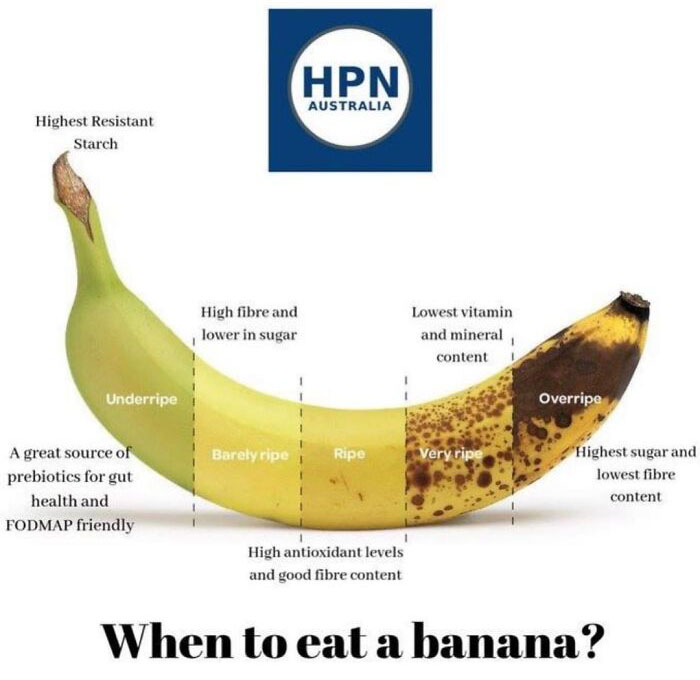 HPN
AUSTRALIA
Highest Resistant
Starch
High fibre and
lower in sugar
Lowest vitamin
and mineral
content
Underripe
Barely ripe
Ripe
Very ripe
Overripe
A great source of
prebiotics for gut
health and
FODMAP friendly
Highest sugar and
lowest fibre
content
High antioxidant levels
and good fibre content
When to eat a banana?